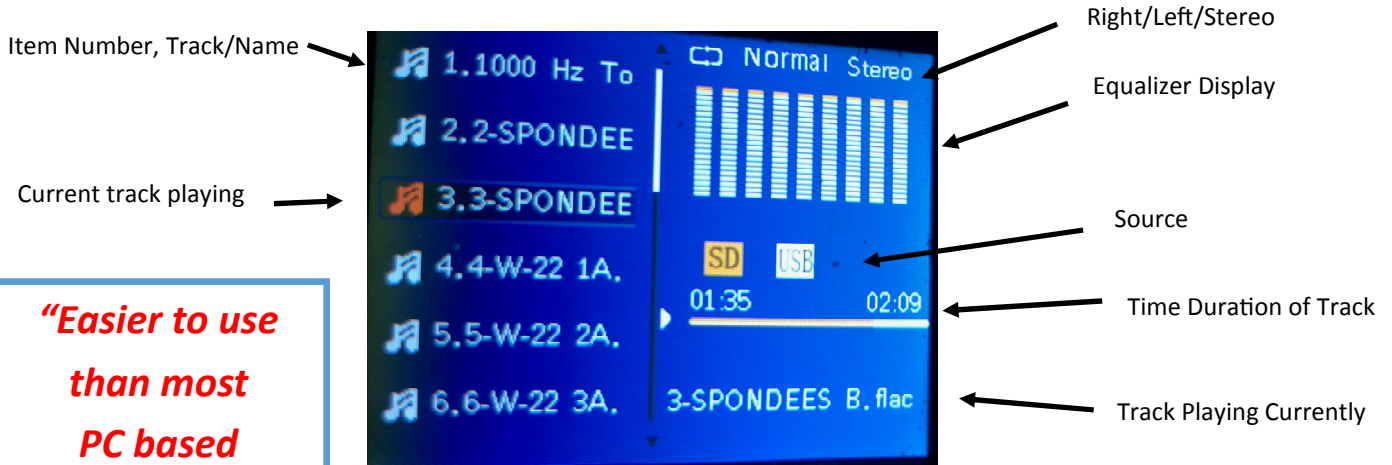 Item Number, Track/Name
Current track playing
"Easier to use
than most
PC based
1.1000 Hz To
2.2-SPONDEE
3.3-SPONDEE
4.4-W-22 1A.
5.5-W-22 2A.
6.6-W-22 3A.
Normal Stereo
SD USB
01:35 02:09
3-SPONDEES B.flac
Right/Left/Stereo
Equalizer Display
Source
Time Duration of Track
Track Playing Currently